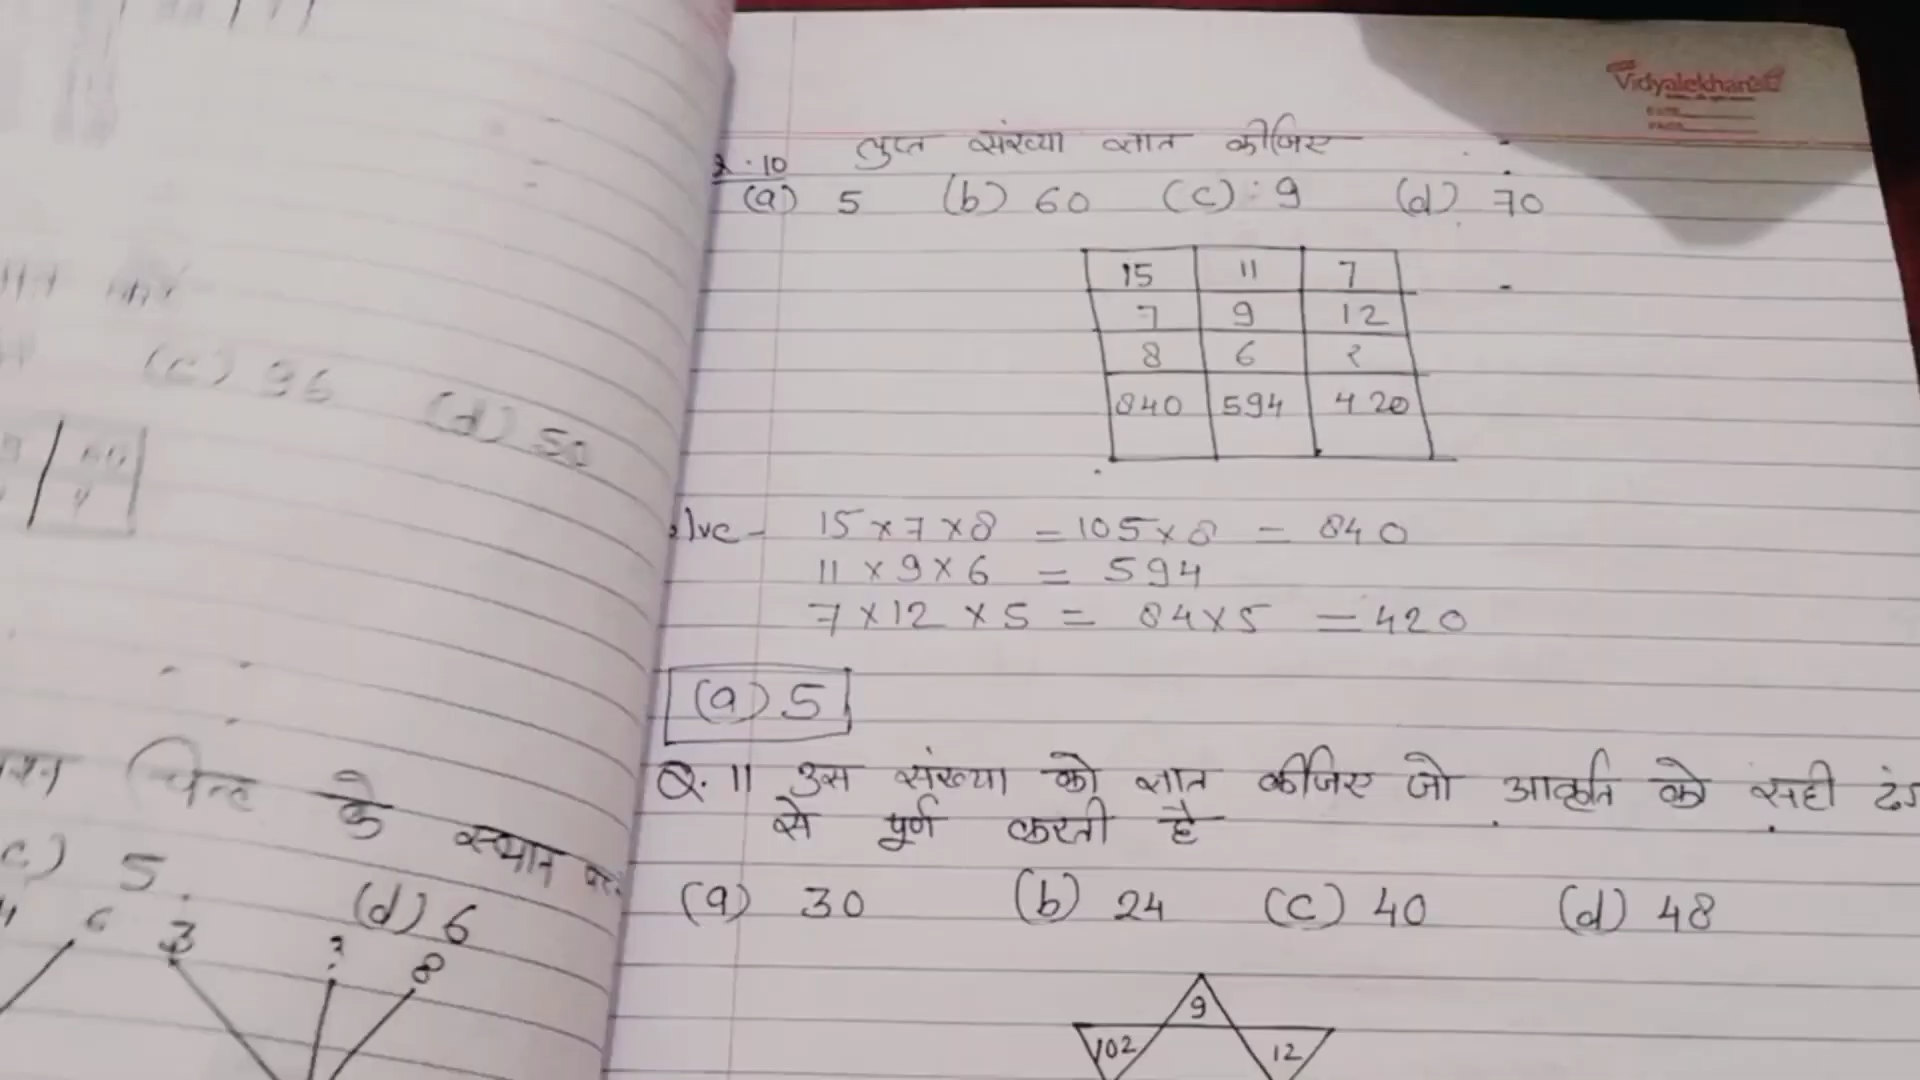 (c) 36 (d) 50
चिन्ह के स्थान पर
c) 5 (d) 6
6 3 ? 8
Vidyalekhan
लुप्त संख्या ज्ञात कीजिए
.10
(a) 5 (b) 60 (c) 9 (d) 70
15 11 7
7 9 12
8 6 ?
840 594 420
lve - 15 × 7 × 8 = 105 × 8 = 840
11 × 9 × 6 = 594
7 × 12 × 5 = 84 × 5 = 420
(a) 5
Q. 11 उस संख्या को ज्ञात कीजिए जो आकृति को सही ढंग
से पूर्ण करती है
(a) 30 (b) 24 (c) 40 (d) 48
9
102 12